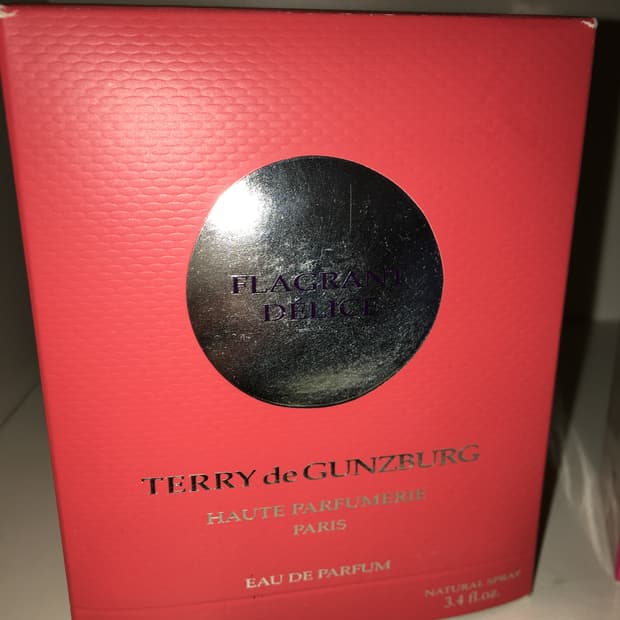 FLAGRANT
DÉLICE
TERRY de GUNZBURG
HAUTE PARFUMERIE
PARIS
EAU DE PARFUM
NATURAL SPRAY
3.4 fl.oz.